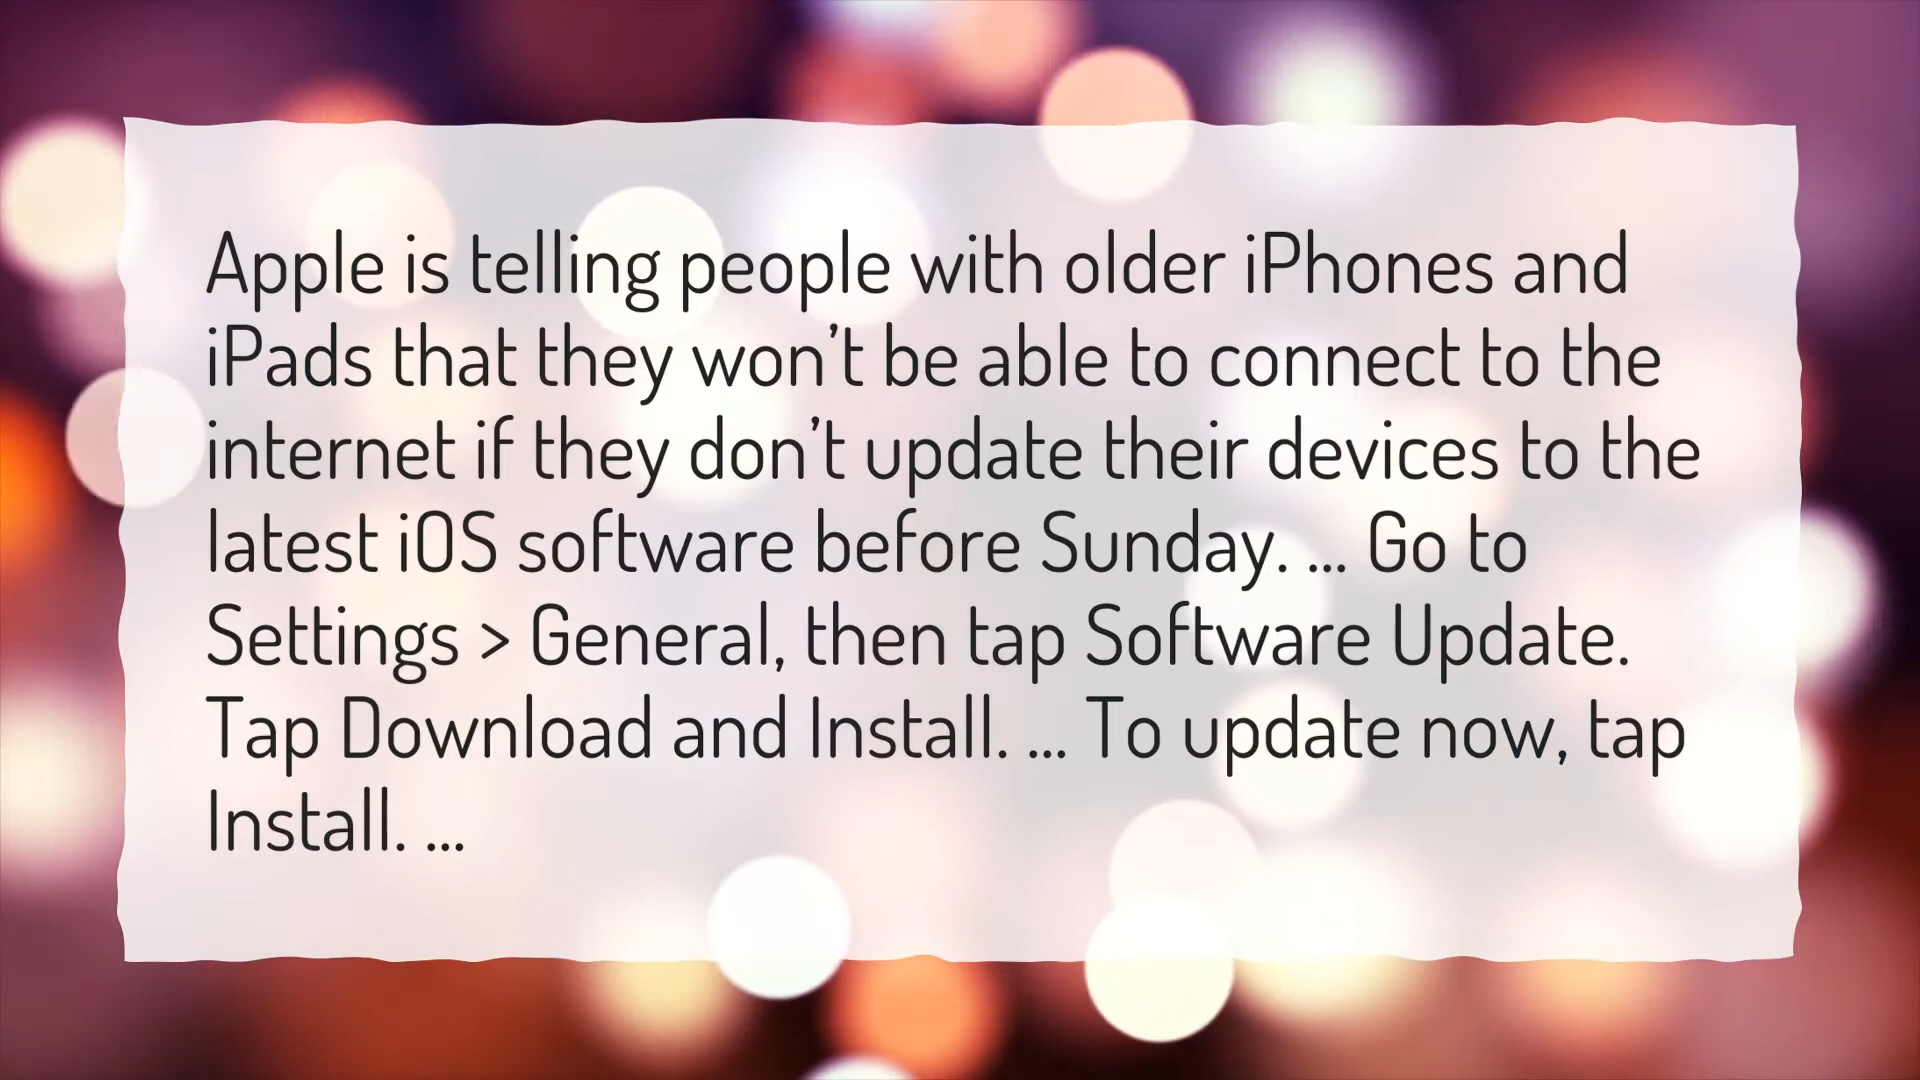 Apple is telling people with older iPhones and
iPads that they won’t be able to connect to the
internet if they don’t update their devices to the
latest iOS software before Sunday. ... Go to
Settings > General, then tap Software Update.
Tap Download and Install. ... To update now, tap
Install. ...